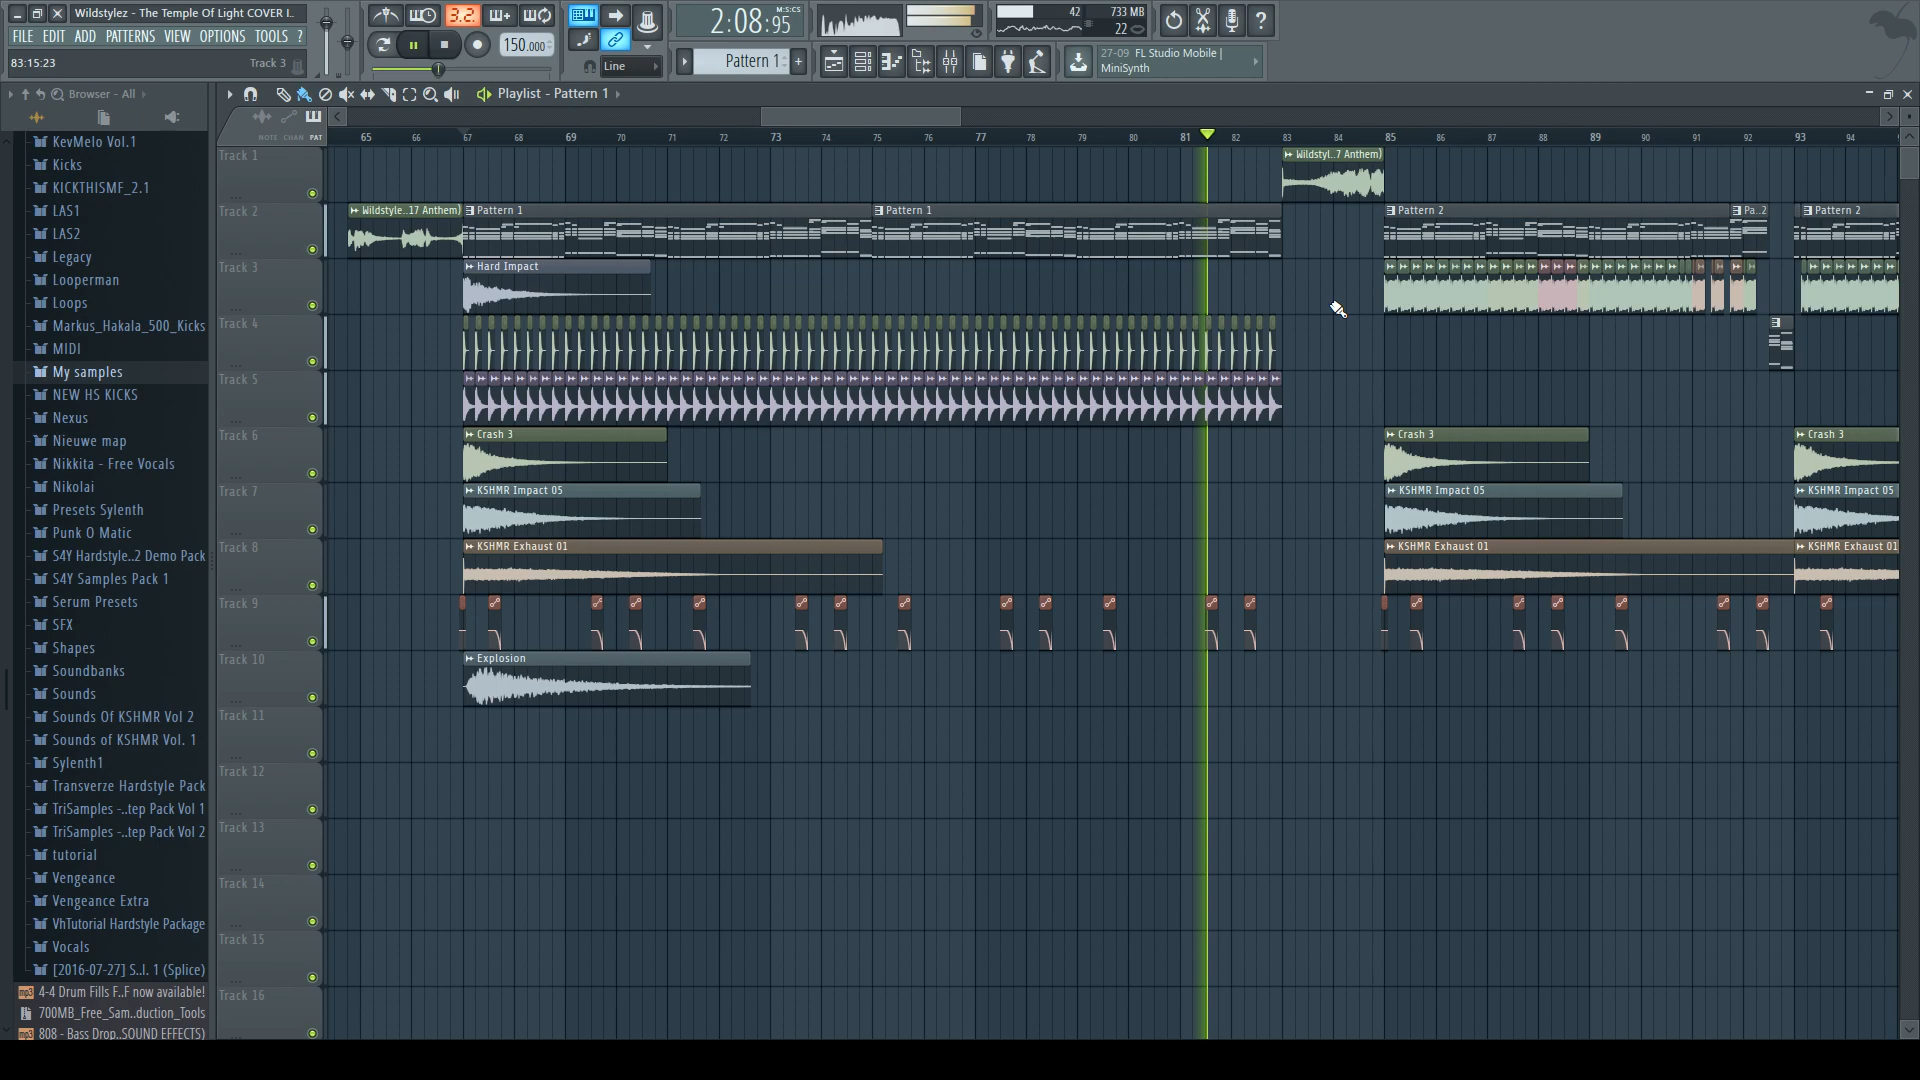 Wildstylez - The Temple Of Light COVER I..
FILE EDIT ADD PATTERNS VIEW OPTIONS TOOLS ?
83:15:23 Track 3
3.2.
150.000
Line
2:08:95
M:S:CS
Pattern 1
42 733 MB
22
27-09 FL Studio Mobile |
MiniSynth
Browser - All
Playlist - Pattern 1
NOTE CHAN PAT
65 66 67 68 69 70 71 72 73 74 75 76 77 78 79 80 81 82 83 84 85 86 87 88 89 90 91 92 93 94
KevMelo Vol.1
Kicks
KICKTHISMF_2.1
LAS1
LAS2
Legacy
Looperman
Loops
Markus_Hakala_500_Kicks
MIDI
My samples
NEW HS KICKS
Nexus
Nieuwe map
Nikkita - Free Vocals
Nikolai
Presets Sylenth
Punk O Matic
S4Y Hardstyle..2 Demo Pack
S4Y Samples Pack 1
Serum Presets
SFX
Shapes
Soundbanks
Sounds
Sounds Of KSHMR Vol 2
Sounds of KSHMR Vol. 1
Sylenth1
Transverze Hardstyle Pack
TriSamples -..tep Pack Vol 1
TriSamples -..tep Pack Vol 2
tutorial
Vengeance
Vengeance Extra
VhTutorial Hardstyle Package
Vocals
[2016-07-27] S..l. 1 (Splice)
mp3 4-4 Drum Fills F..F now available!
700MB_Free_Sam..duction_Tools
mp3 808 - Bass Drop..SOUND EFFECTS)
Track 1
Wildstyl..7 Anthem)
Track 2
Wildstyle..17 Anthem) Pattern 1 Pattern 1 Pattern 2 Pa..2 Pattern 2
Track 3
Hard Impact
Track 4
Track 5
Track 6
Crash 3 Crash 3 Crash 3
Track 7
KSHMR Impact 05 KSHMR Impact 05 KSHMR Impact 05
Track 8
KSHMR Exhaust 01 KSHMR Exhaust 01 KSHMR Exhaust 01
Track 9
Track 10
Explosion
Track 11
Track 12
Track 13
Track 14
Track 15
Track 16